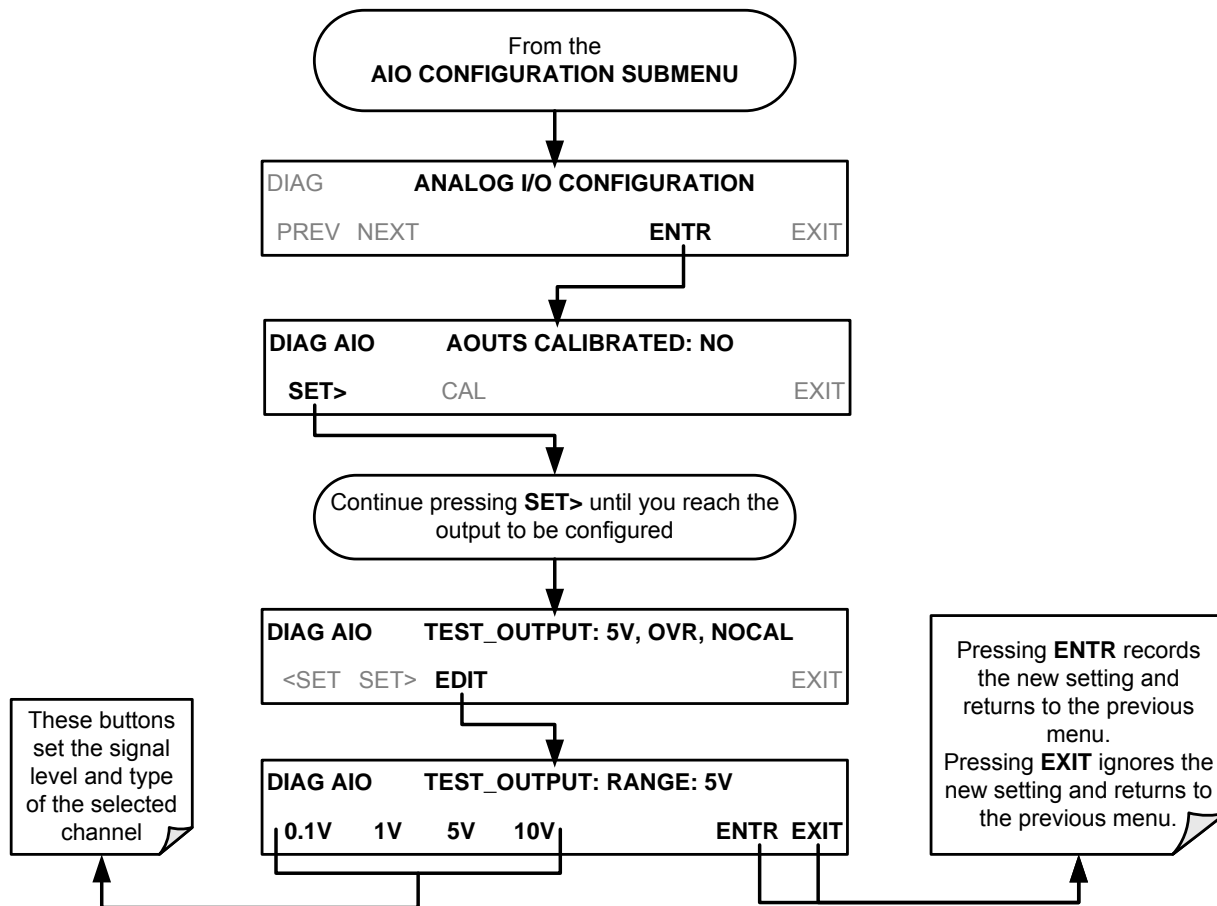 From the
AIO CONFIGURATION SUBMENU
DIAG ANALOG I/O CONFIGURATION
PREV NEXT ENTR EXIT
DIAG AIO AOUTS CALIBRATED: NO
SET> CAL EXIT
Continue pressing SET> until you reach the
output to be configured
DIAG AIO TEST_OUTPUT: 5V, OVR, NOCAL
<SET SET> EDIT EXIT
These buttons
set the signal
level and type
of the selected
channel
DIAG AIO TEST_OUTPUT: RANGE: 5V
0.1V 1V 5V 10V ENTR EXIT
Pressing ENTR records
the new setting and
returns to the previous
menu.
Pressing EXIT ignores the
new setting and returns to
the previous menu.